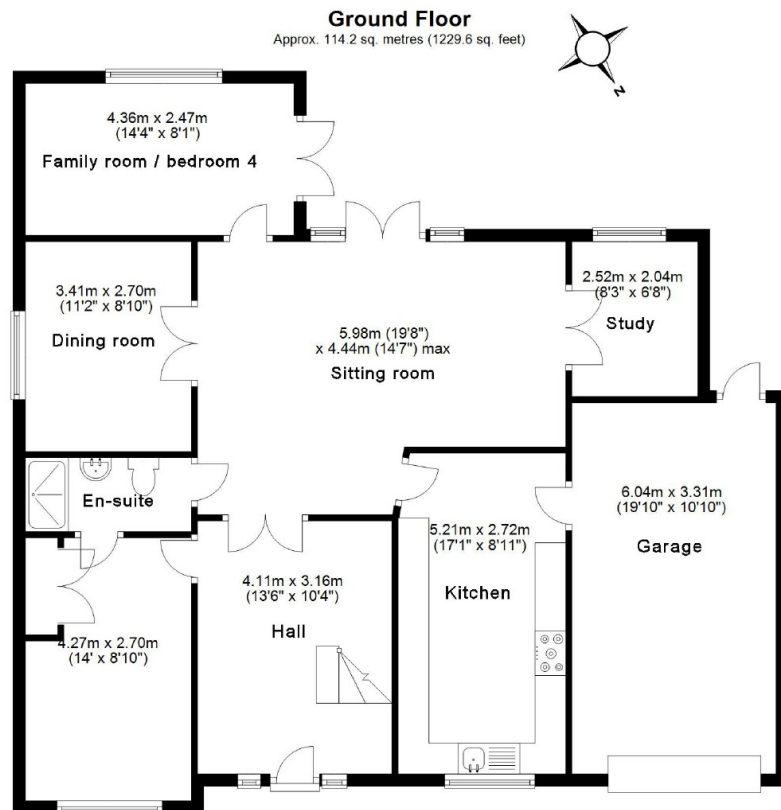 Ground Floor
Approx. 114.2 sq. metres (1229.6 sq. feet)
N
4.36m x 2.47m
(14'4" x 8'1")
Family room / bedroom 4
3.41m x 2.70m
(11'2" x 8'10")
Dining room
5.98m (19'8")
x 4.44m (14'7") max
Sitting room
2.52m x 2.04m
(8'3" x 6'8")
Study
En-suite
4.11m x 3.16m
(13'6" x 10'4")
Hall
5.21m x 2.72m
(17'1" x 8'11")
Kitchen
6.04m x 3.31m
(19'10" x 10'10")
Garage
4.27m x 2.70m
(14' x 8'10")